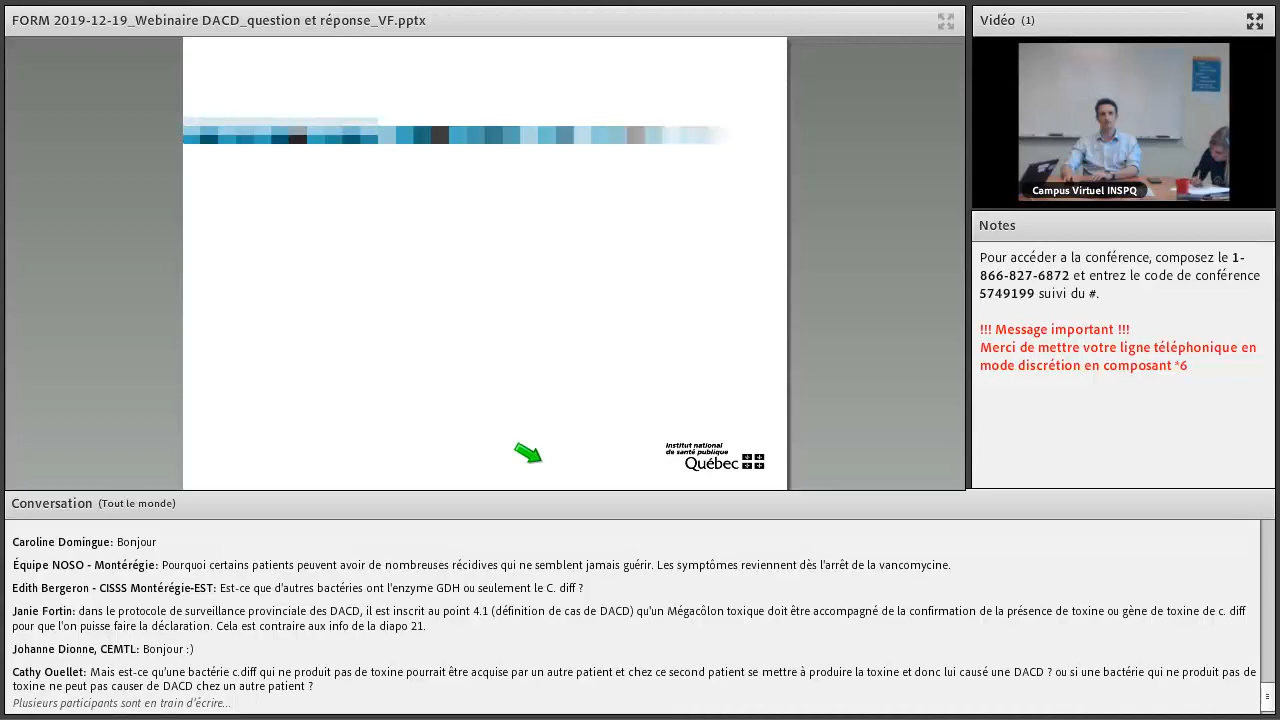 FORM 2019-12-19_Webinaire DACD_question et réponse_VF.pptx
Institut national
de santé publique
Québec
Vidéo (1)
Campus Virtuel INSPQ
Notes
Pour accéder a la conférence, composez le 1-
866-827-6872 et entrez le code de conférence
5749199 suivi du #.
!!! Message important !!!
Merci de mettre votre ligne téléphonique en
mode discrétion en composant *6
Conversation (Tout le monde)
Caroline Domingue: Bonjour
Équipe NOSO - Montérégie: Pourquoi certains patients peuvent avoir de nombreuses récidives qui ne semblent jamais guérir. Les symptômes reviennent dès l'arrêt de la vancomycine.
Edith Bergeron - CISSS Montérégie-EST: Est-ce que d'autres bactéries ont l'enzyme GDH ou seulement le C. diff ?
Janie Fortin: dans le protocole de surveillance provinciale des DACD, il est inscrit au point 4.1 (définition de cas de DACD) qu'un Mégacôlon toxique doit être accompagné de la confirmation de la présence de toxine ou gène de toxine de c. diff
pour que l'on puisse faire la déclaration. Cela est contraire aux info de la diapo 21.
Johanne Dionne, CEMTL: Bonjour :)
Cathy Ouellet: Mais est-ce qu'une bactérie c.diff qui ne produit pas de toxine pourrait être acquise par un autre patient et chez ce second patient se mettre à produire la toxine et donc lui causé une DACD ? ou si une bactérie qui ne produit pas de
toxine ne peut pas causer de DACD chez un autre patient ?
Plusieurs participants sont en train d'écrire...